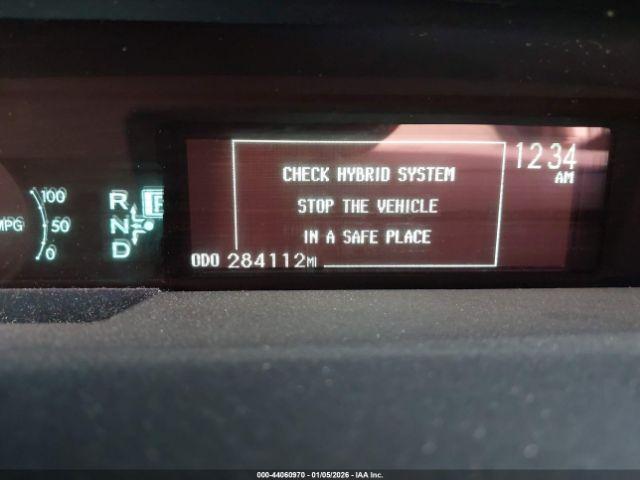 CHECK HYBRID SYSTEM
STOP THE VEHICLE
IN A SAFE PLACE
12 34
AM
ODO 284112 MI
100
MPG 50
0
R
N
D
000-44060970 | 01/05/2026 | IAA Inc.